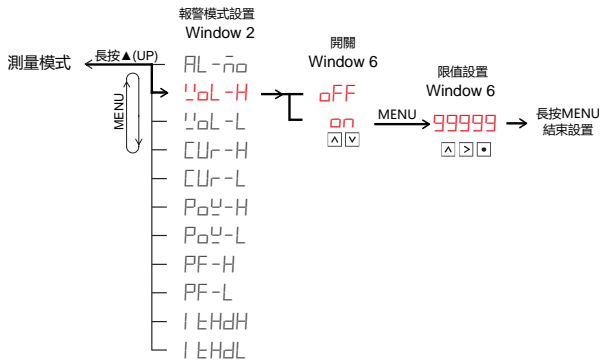 報警模式設置
Window 2
開關
Window 6
限值設置
Window 6
測量模式
長按▲(UP)
MENU
AL-no
VoL-H
VoL-L
CUr-H
CUr-L
PoW-H
PoW-L
PF-H
PF-L
I tHdH
I tHdL
oFF
on
MENU
99999
長按MENU
結束設置